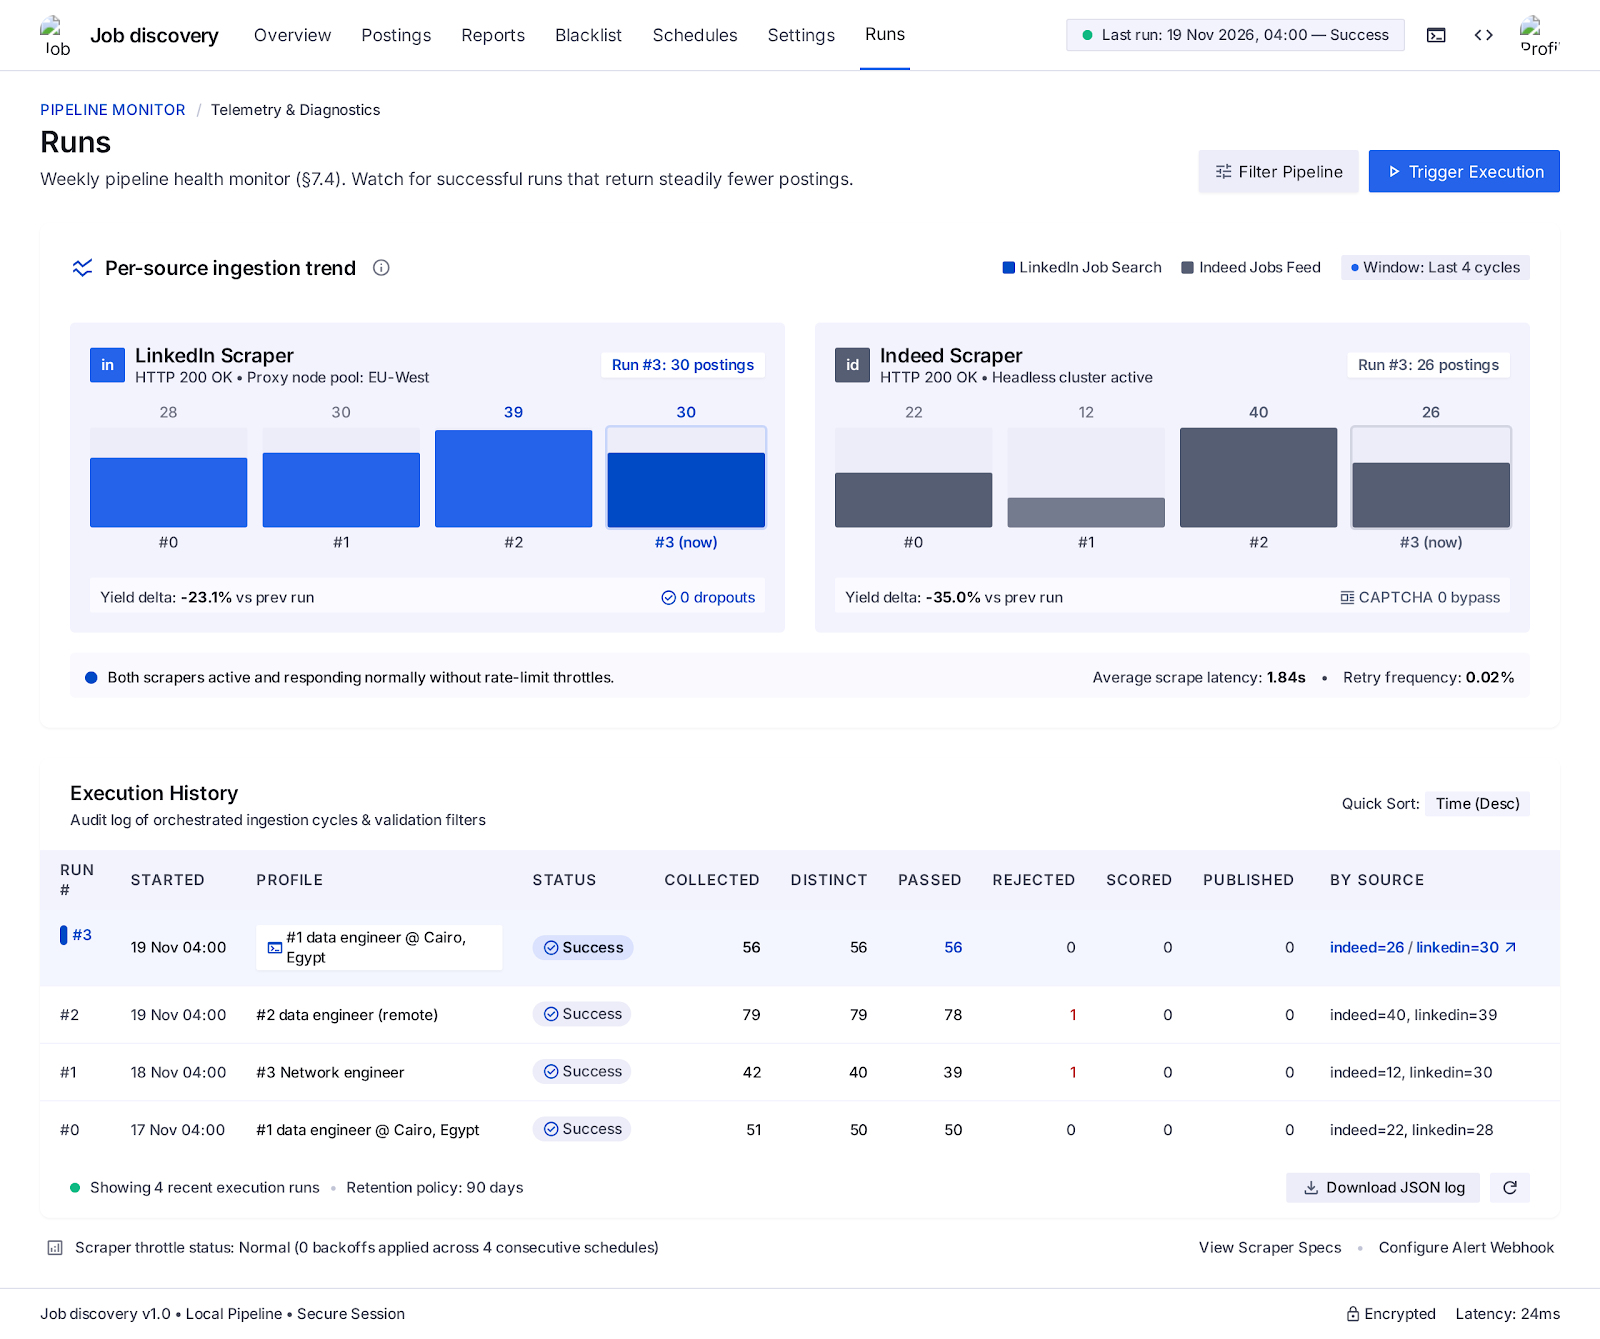 Job discovery
Overview
Postings
Reports
Blacklist
Schedules
Settings
Runs
Last run: 19 Nov 2026, 04:00 — Success
PIPELINE MONITOR / Telemetry & Diagnostics
Runs
Weekly pipeline health monitor (§7.4). Watch for successful runs that return steadily fewer postings.
Filter Pipeline
Trigger Execution
Per-source ingestion trend
LinkedIn Job Search
Indeed Jobs Feed
Window: Last 4 cycles
in
LinkedIn Scraper
HTTP 200 OK • Proxy node pool: EU-West
Run #3: 30 postings
28 30 39 30
#0 #1 #2 #3 (now)
Yield delta: -23.1% vs prev run
0 dropouts
id
Indeed Scraper
HTTP 200 OK • Headless cluster active
Run #3: 26 postings
22 12 40 26
#0 #1 #2 #3 (now)
Yield delta: -35.0% vs prev run
CAPTCHA 0 bypass
Both scrapers active and responding normally without rate-limit throttles.
Average scrape latency: 1.84s • Retry frequency: 0.02%
Execution History
Audit log of orchestrated ingestion cycles & validation filters
Quick Sort: Time (Desc)
RUN # STARTED PROFILE STATUS COLLECTED DISTINCT PASSED REJECTED SCORED PUBLISHED BY SOURCE
#3 19 Nov 04:00 #1 data engineer @ Cairo, Egypt Success 56 56 56 0 0 0 indeed=26 / linkedin=30
#2 19 Nov 04:00 #2 data engineer (remote) Success 79 79 78 1 0 0 indeed=40, linkedin=39
#1 18 Nov 04:00 #3 Network engineer Success 42 40 39 1 0 0 indeed=12, linkedin=30
#0 17 Nov 04:00 #1 data engineer @ Cairo, Egypt Success 51 50 50 0 0 0 indeed=22, linkedin=28
Showing 4 recent execution runs • Retention policy: 90 days
Download JSON log
Scraper throttle status: Normal (0 backoffs applied across 4 consecutive schedules)
View Scraper Specs • Configure Alert Webhook
Job discovery v1.0 • Local Pipeline • Secure Session
Encrypted
Latency: 24ms